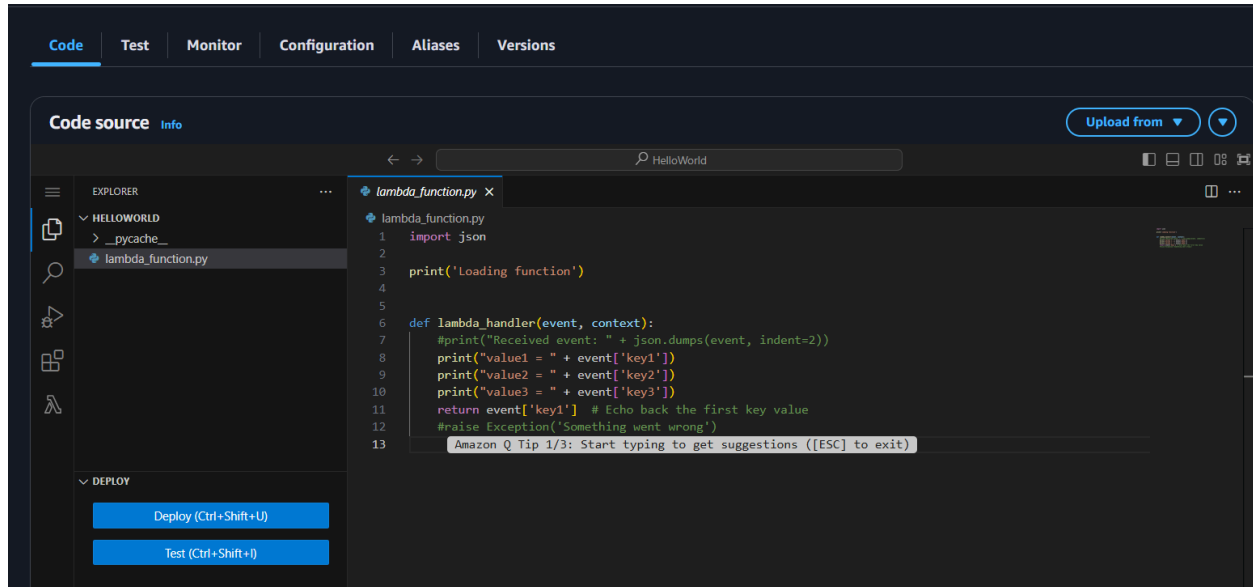 Code Test Monitor Configuration Aliases Versions
Code source Info
Upload from
HelloWorld
EXPLORER
HELLOWORLD
__pycache__
lambda_function.py
lambda_function.py
lambda_function.py
1 import json
2
3 print('Loading function')
4
5
6 def lambda_handler(event, context):
7 #print("Received event: " + json.dumps(event, indent=2))
8 print("value1 = " + event['key1'])
9 print("value2 = " + event['key2'])
10 print("value3 = " + event['key3'])
11 return event['key1']  # Echo back the first key value
12 #raise Exception('Something went wrong')
13 Amazon Q Tip 1/3: Start typing to get suggestions ([ESC] to exit)
DEPLOY
Deploy (Ctrl+Shift+U)
Test (Ctrl+Shift+I)